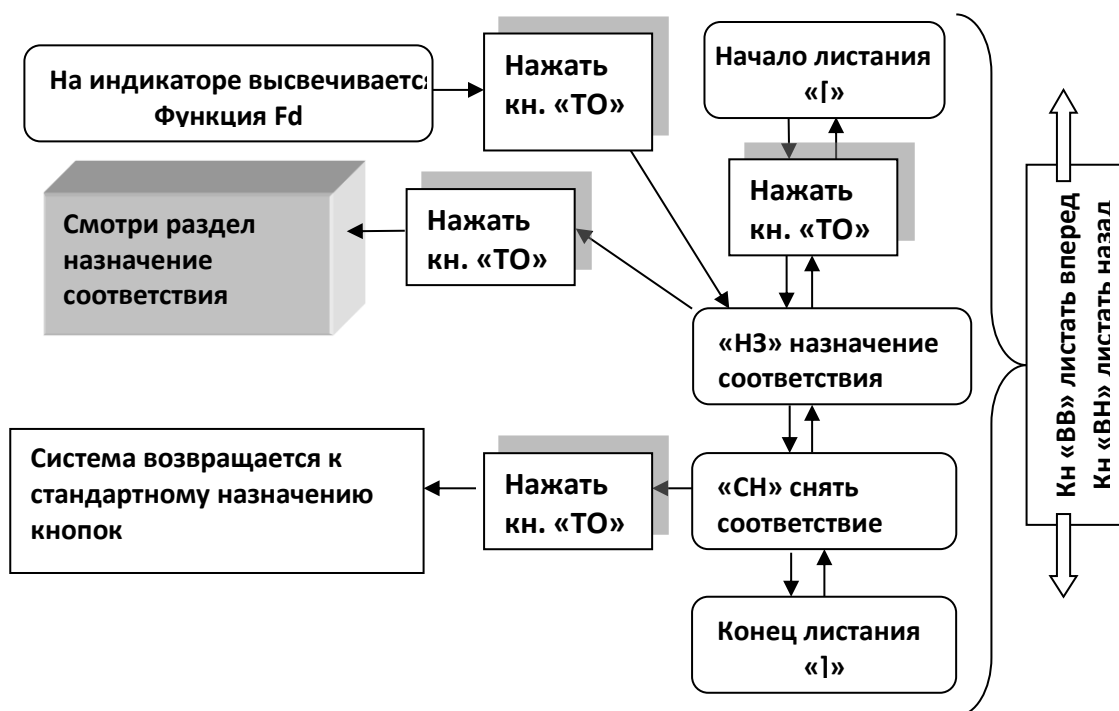 На индикаторе высвечивается
Функция Fd
Нажать
кн. «ТО»
Начало листания
«⌈»
Нажать
кн. «ТО»
Смотри раздел
назначение
соответствия
Нажать
кн. «ТО»
«НЗ» назначение
соответствия
Система возвращается к
стандартному назначению
кнопок
Нажать
кн. «ТО»
«СН» снять
соответствие
Конец листания
«⌉»
Кн «ВВ» листать вперед
Кн «ВН» листать назал